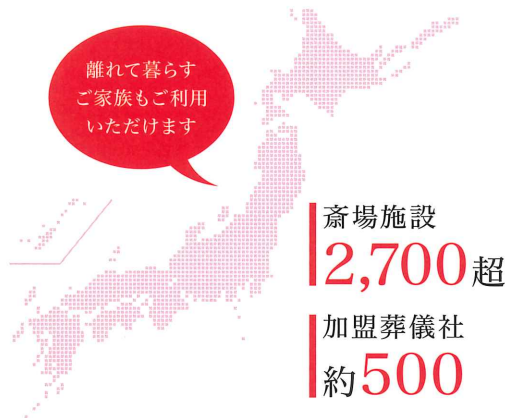 離れて暮らす
ご家族もご利用
いただけます
斎場施設
2,700超
加盟葬儀社
約500